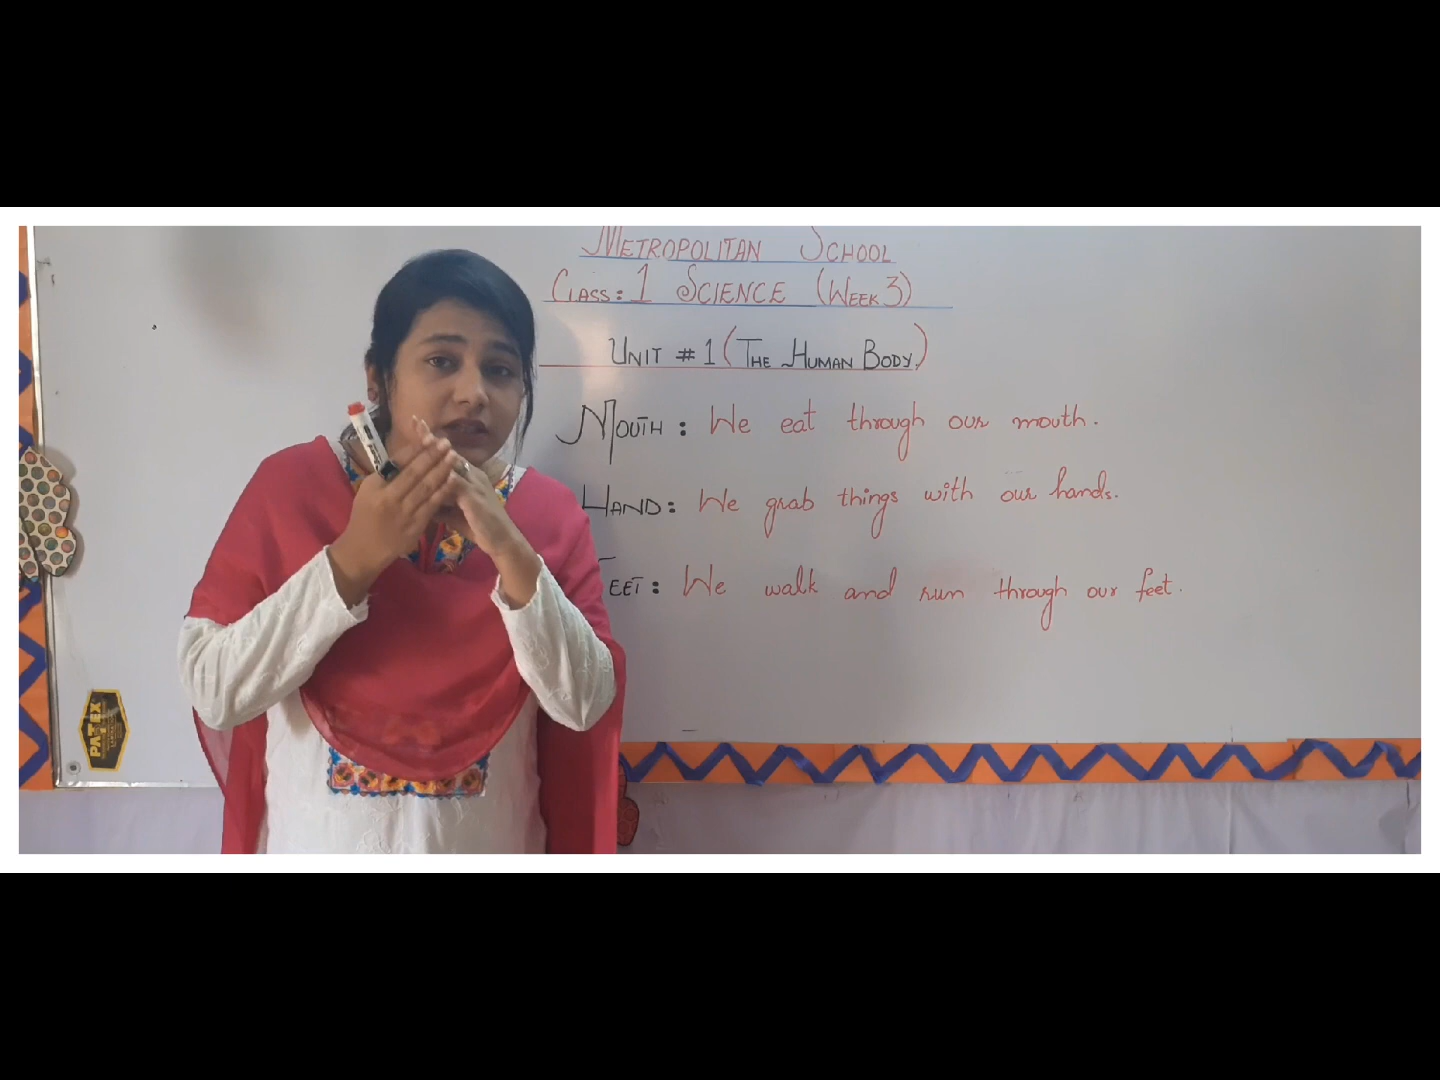 METROPOLITAN SCHOOL
CLASS: 1 SCIENCE (WEEK 3)
UNIT # 1 (THE HUMAN BODY.)
MOUTH : We eat through our mouth.
HAND : We grab things with our hands.
FEET : We walk and run through our feet.
PATEX